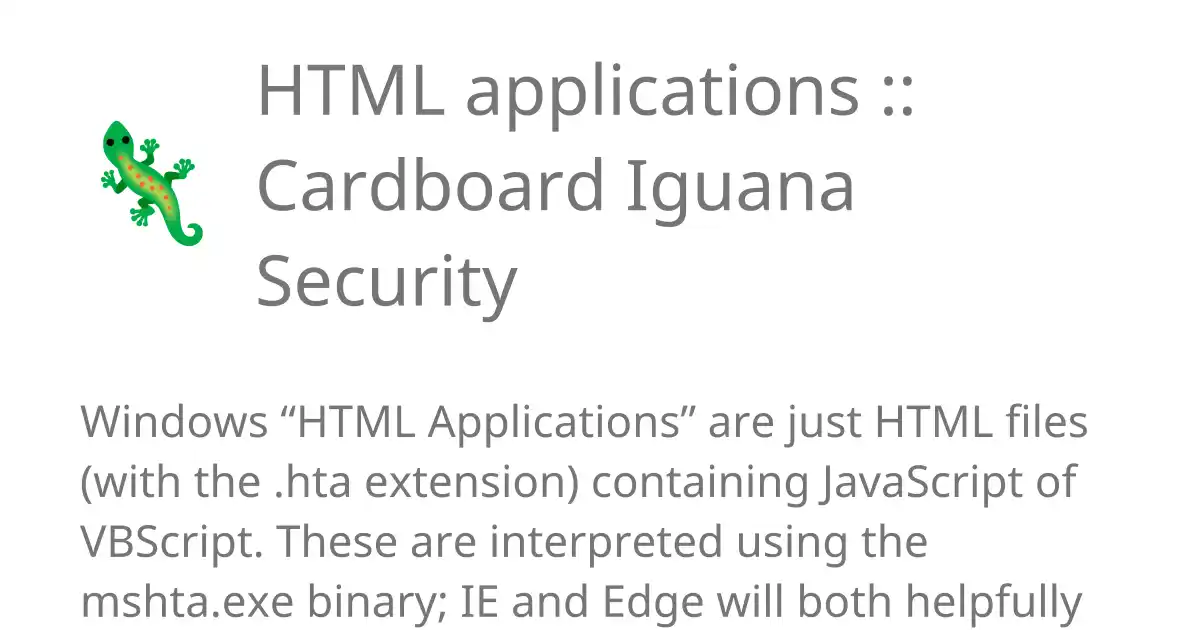 HTML applications ::
Cardboard Iguana
Security
Windows “HTML Applications” are just HTML files
(with the .hta extension) containing JavaScript of
VBScript. These are interpreted using the
mshta.exe binary; IE and Edge will both helpfully